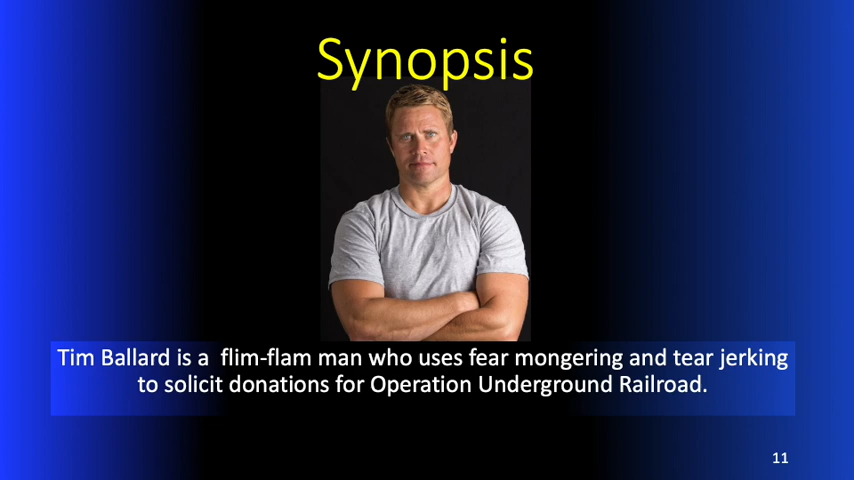 Synopsis
Tim Ballard is a  flim-flam man who uses fear mongering and tear jerking
to solicit donations for Operation Underground Railroad.
11